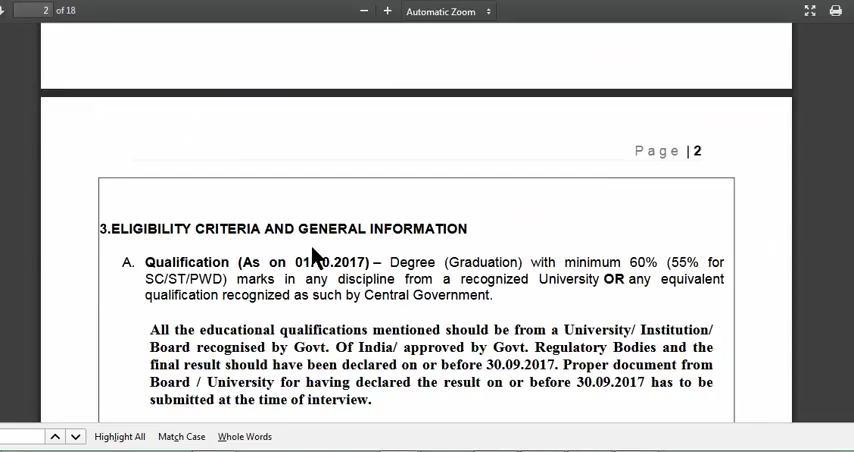 2 of 18 Automatic Zoom
Page | 2
3.ELIGIBILITY CRITERIA AND GENERAL INFORMATION
A. Qualification (As on 01 0.2017) – Degree (Graduation) with minimum 60% (55% for
SC/ST/PWD) marks in any discipline from a recognized University OR any equivalent
qualification recognized as such by Central Government.
All the educational qualifications mentioned should be from a University/ Institution/
Board recognised by Govt. Of India/ approved by Govt. Regulatory Bodies and the
final result should have been declared on or before 30.09.2017. Proper document from
Board / University for having declared the result on or before 30.09.2017 has to be
submitted at the time of interview.
Highlight All Match Case Whole Words